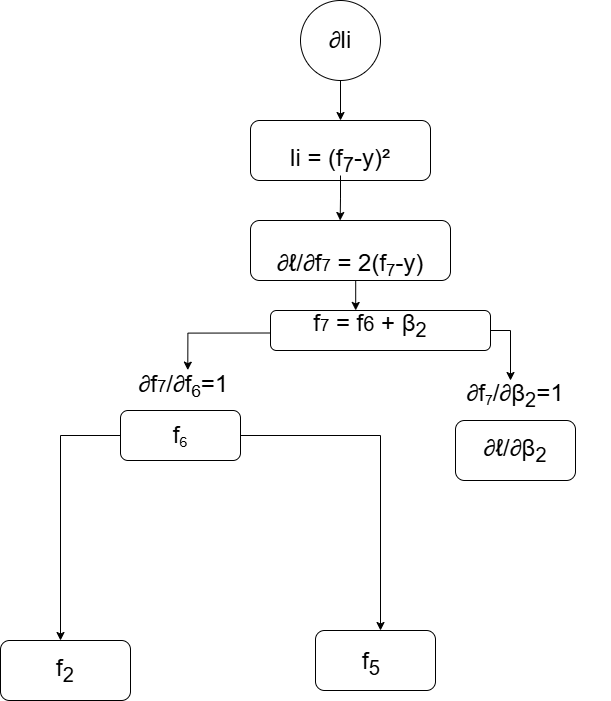 ∂li
li = (f₇-y)²
∂ℓ/∂f₇ = 2(f₇-y)
f₇ = f6 + β₂
∂f₇/∂f₆=1
∂f₇/∂β₂=1
f₆
∂ℓ/∂β₂
f₂
f₅